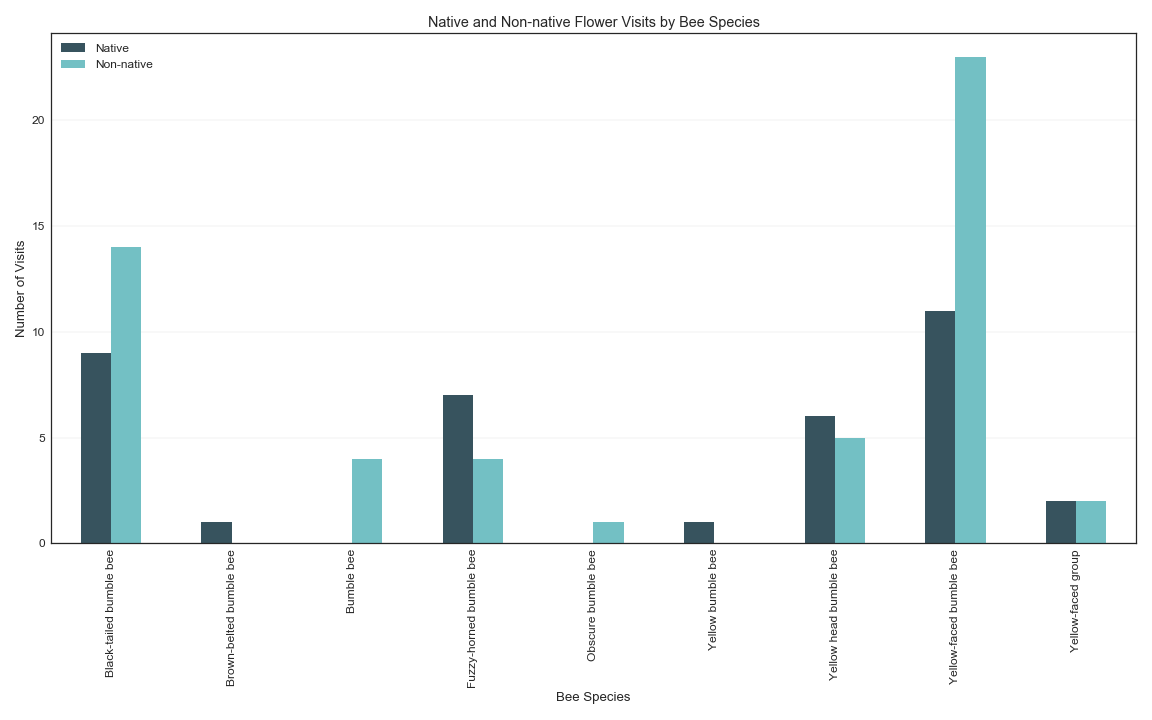 Native and Non-native Flower Visits by Bee Species
Native
Non-native
Number of Visits
20
15
10
5
0
Black-tailed bumble bee
Brown-belted bumble bee
Bumble bee
Fuzzy-horned bumble bee
Obscure bumble bee
Yellow bumble bee
Yellow head bumble bee
Yellow-faced bumble bee
Yellow-faced group
Bee Species